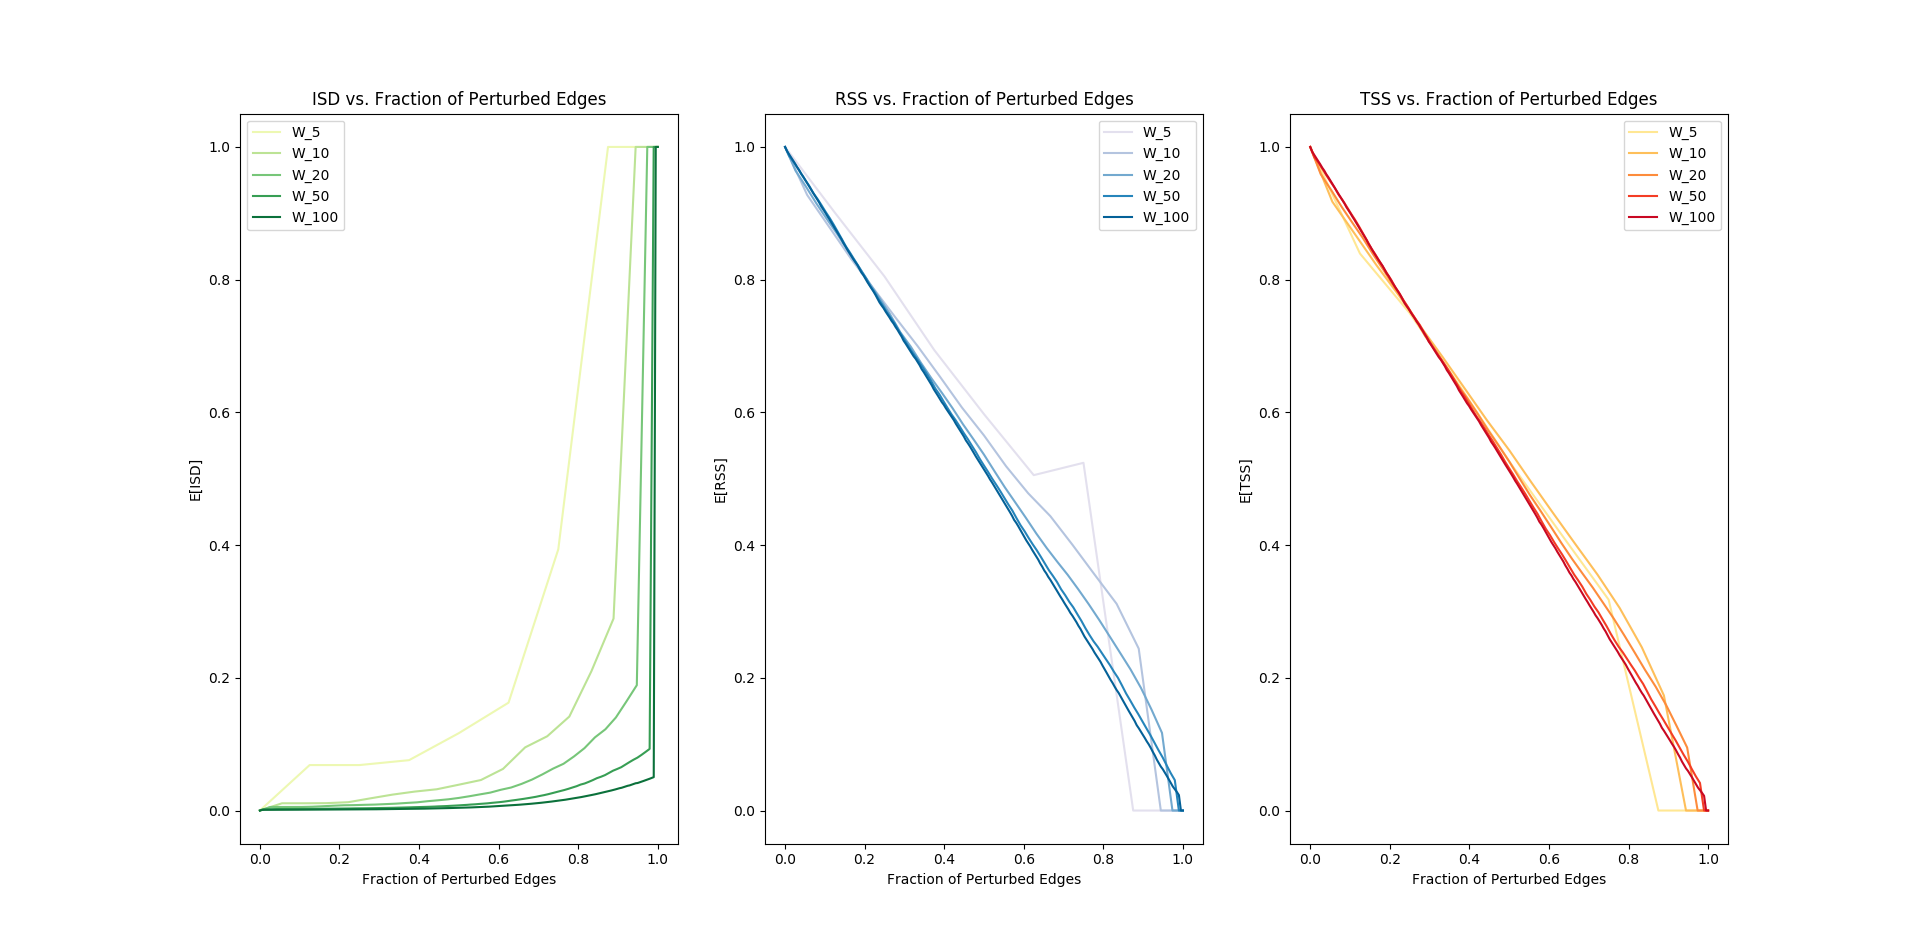 ISD vs. Fraction of Perturbed Edges
W_5
W_10
W_20
W_50
W_100
1.0
0.8
0.6
0.4
0.2
0.0
E[ISD]
0.0 0.2 0.4 0.6 0.8 1.0
Fraction of Perturbed Edges
RSS vs. Fraction of Perturbed Edges
W_5
W_10
W_20
W_50
W_100
1.0
0.8
0.6
0.4
0.2
0.0
E[RSS]
0.0 0.2 0.4 0.6 0.8 1.0
Fraction of Perturbed Edges
TSS vs. Fraction of Perturbed Edges
W_5
W_10
W_20
W_50
W_100
1.0
0.8
0.6
0.4
0.2
0.0
E[TSS]
0.0 0.2 0.4 0.6 0.8 1.0
Fraction of Perturbed Edges